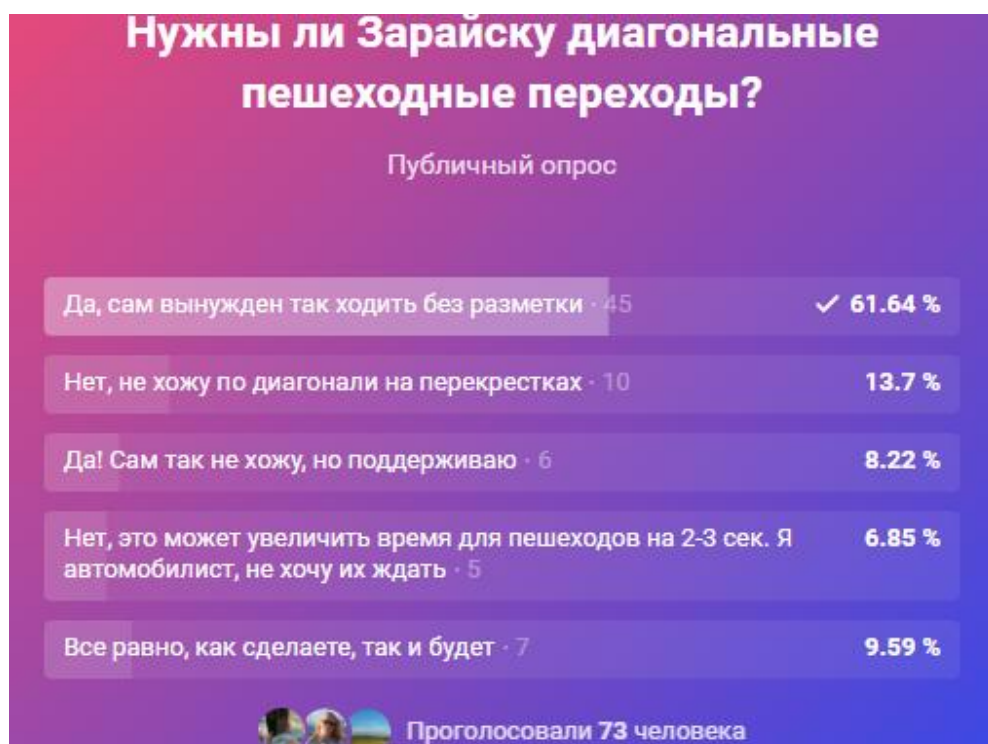 Нужны ли Зарайску диагональные
пешеходные переходы?
Публичный опрос
Да, сам вынужден так ходить без разметки · 45 61.64 %
Нет, не хожу по диагонали на перекрестках · 10 13.7 %
Да! Сам так не хожу, но поддерживаю · 6 8.22 %
Нет, это может увеличить время для пешеходов на 2-3 сек. Я 6.85 %
автомобилист, не хочу их ждать · 5
Все равно, как сделаете, так и будет · 7 9.59 %
Проголосовали 73 человека